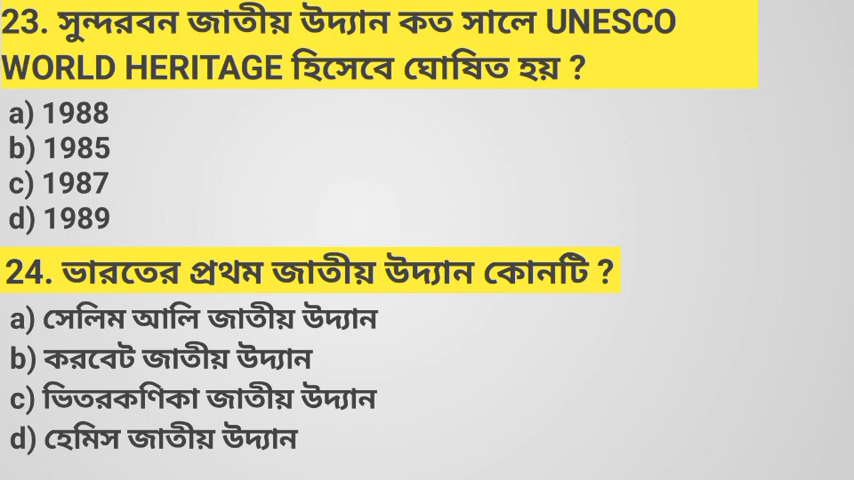 23. সুন্দরবন জাতীয় উদ্যান কত সালে UNESCO
WORLD HERITAGE হিসেবে ঘোষিত হয় ?
a) 1988
b) 1985
c) 1987
d) 1989
24. ভারতের প্রথম জাতীয় উদ্যান কোনটি ?
a) সেলিম আলি জাতীয় উদ্যান
b) করবেট জাতীয় উদ্যান
c) ভিতরকণিকা জাতীয় উদ্যান
d) হেমিস জাতীয় উদ্যান